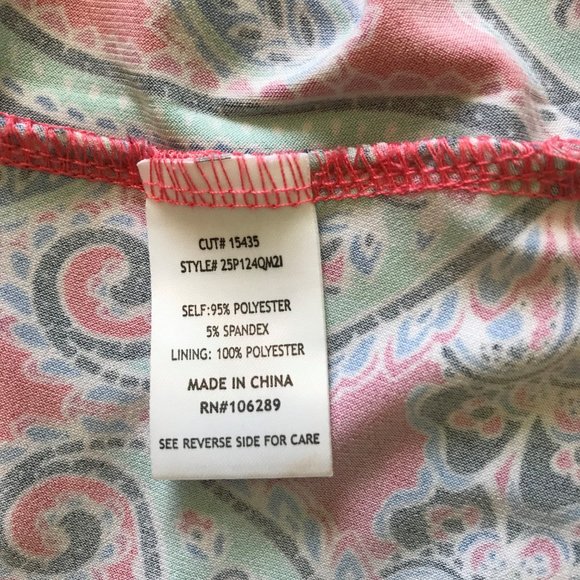 CUT# 15435
STYLE# 25P124QM2I
SELF:95% POLYESTER
5% SPANDEX
LINING: 100% POLYESTER
MADE IN CHINA
RN#106289
SEE REVERSE SIDE FOR CARE